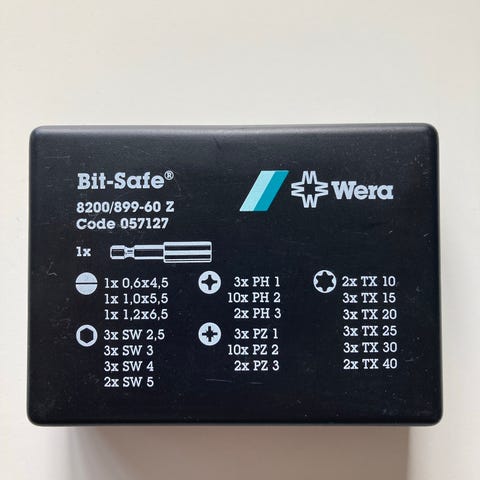 Bit-Safe®
Wera
8200/899-60 Z
Code 057127
1x
1x 0,6x4,5
1x 1,0x5,5
1x 1,2x6,5
3x SW 2,5
3x SW 3
3x SW 4
2x SW 5
3x PH 1
10x PH 2
2x PH 3
3x PZ 1
10x PZ 2
2x PZ 3
2x TX 10
3x TX 15
3x TX 20
3x TX 25
3x TX 30
2x TX 40